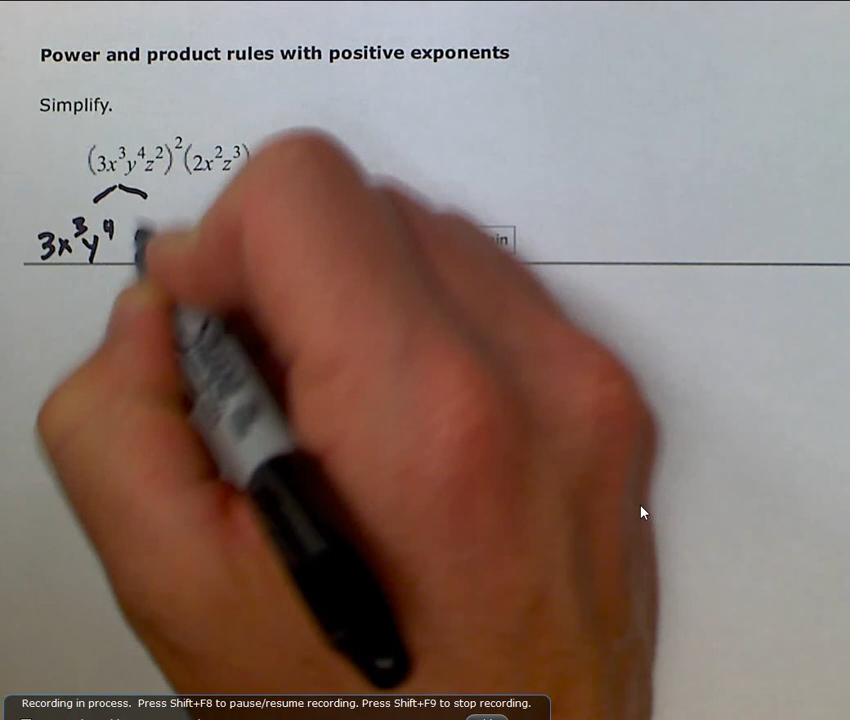 Power and product rules with positive exponents
Simplify.
(3x³y⁴z²)²(2x²z³)
3x³y⁴
in
Recording in process. Press Shift+F8 to pause/resume recording. Press Shift+F9 to stop recording.